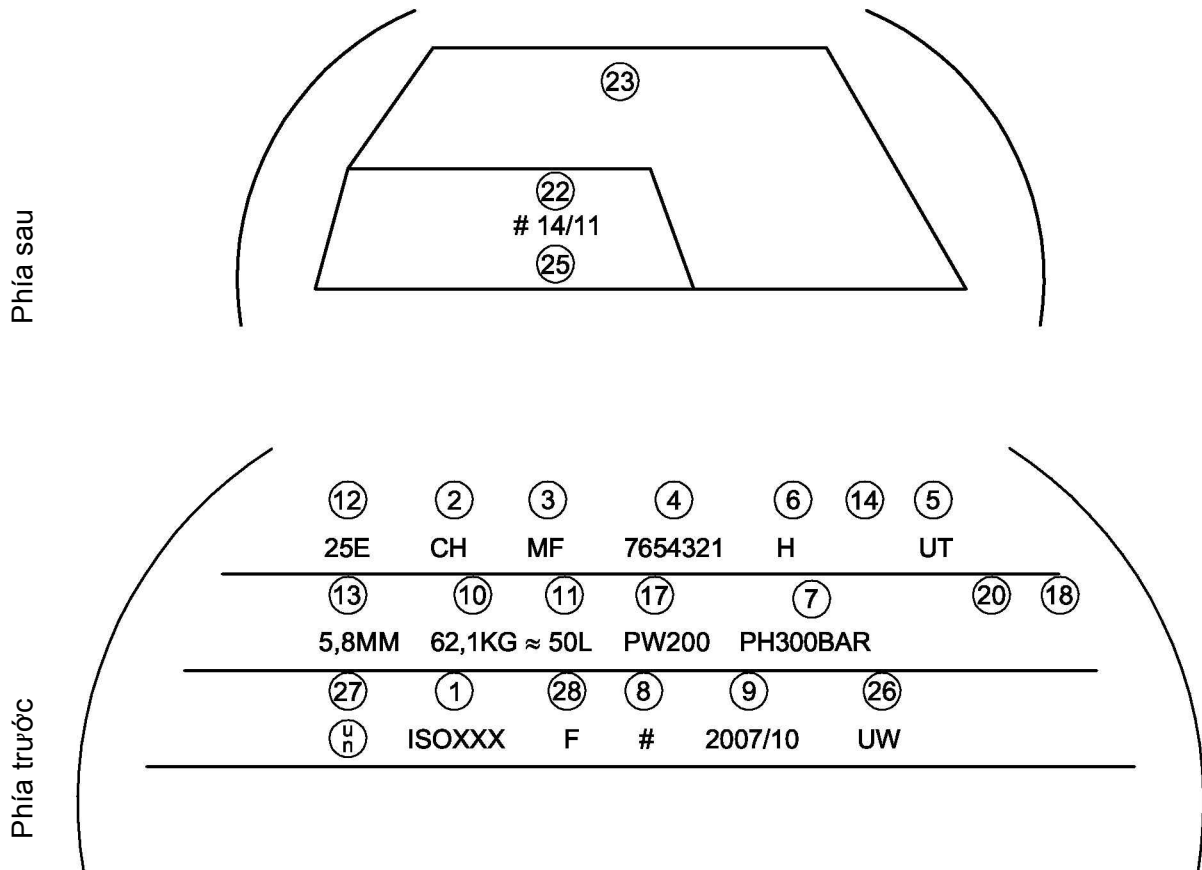 Phía sau
23
22
# 14/11
25
Phía trước
12 2 3 4 6 14 5
25E CH MF 7654321 H UT
13 10 11 17 7 20 18
5,8MM 62,1KG ≈ 50L PW200 PH300BAR
27 1 28 8 9 26
un ISOXXX F # 2007/10 UW